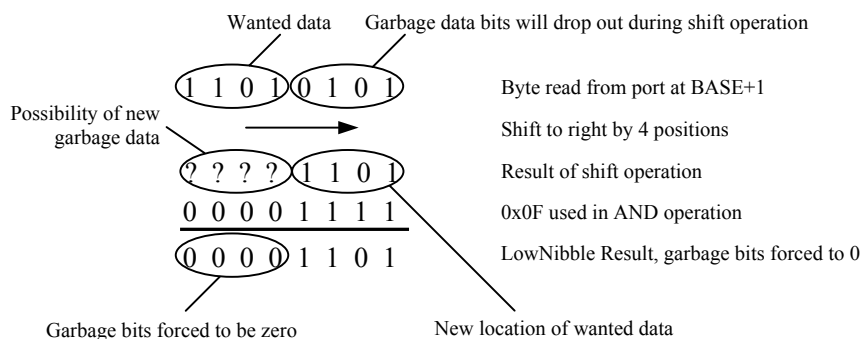 Wanted data
Garbage data bits will drop out during shift operation
1 1 0 1 0 1 0 1
Byte read from port at BASE+1
Possibility of new
garbage data
Shift to right by 4 positions
? ? ? ? 1 1 0 1
Result of shift operation
0 0 0 0 1 1 1 1
0x0F used in AND operation
0 0 0 0 1 1 0 1
LowNibble Result, garbage bits forced to 0
Garbage bits forced to be zero
New location of wanted data